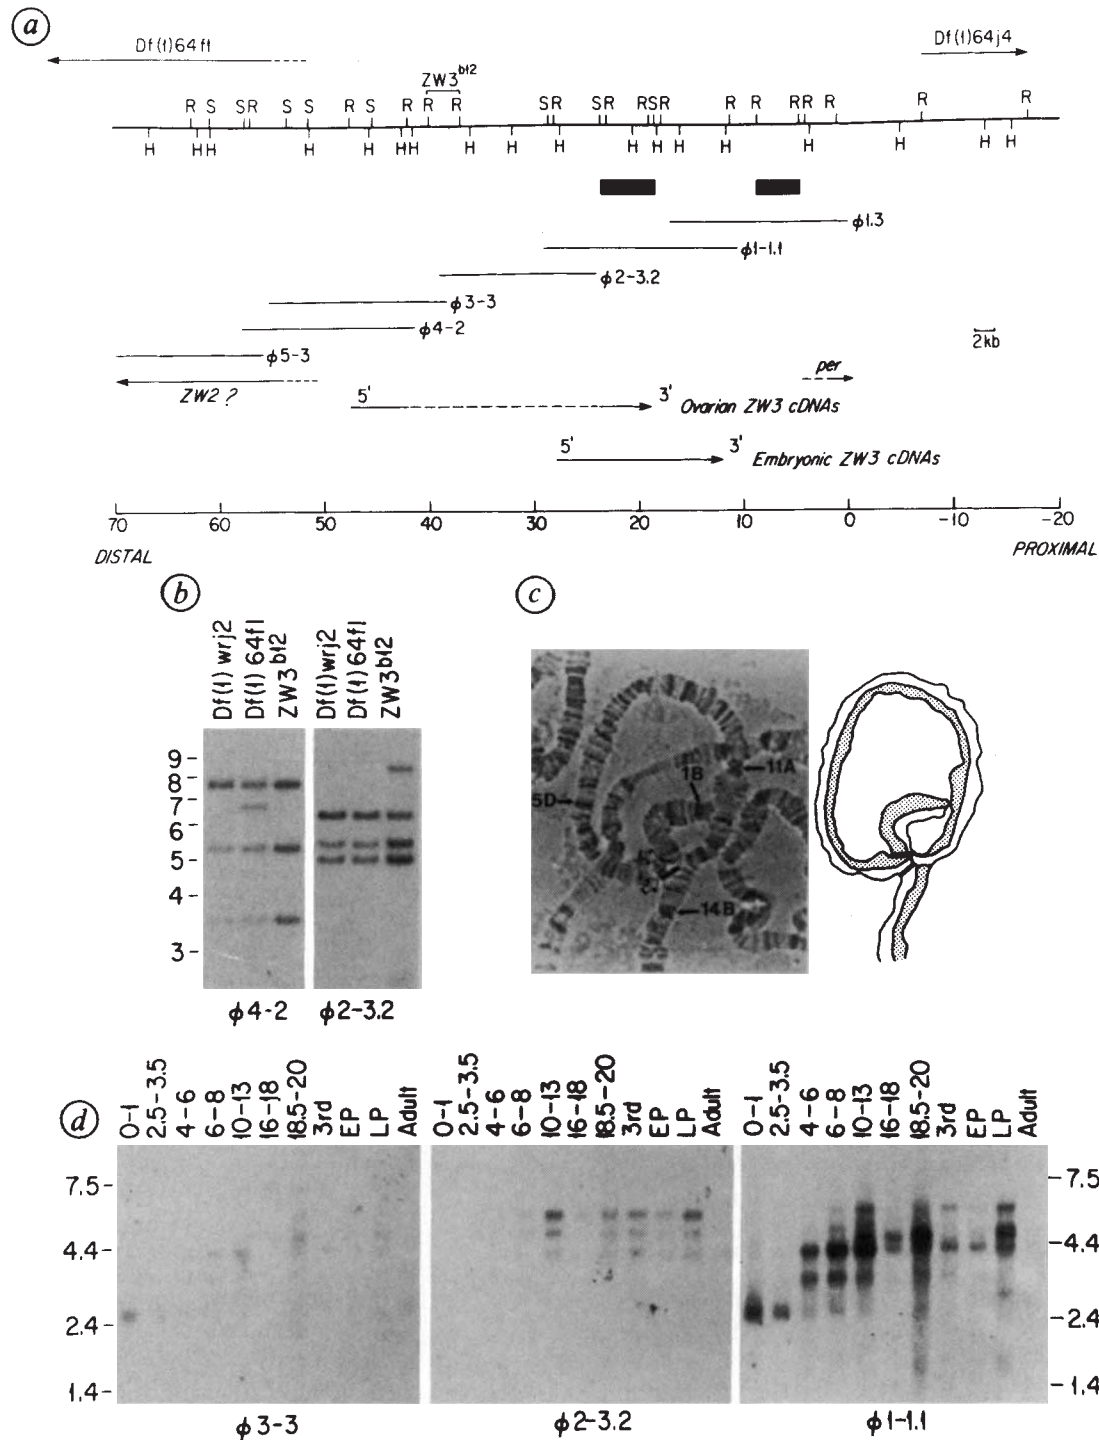 a
Df(1)64f1
Df(1)64j4
ZW3b12
R S SR S S R S R R R SR SR RSR R R RR R R R
H HH H H HH H H H H H H H H H H H
φ1.3
φ1-1.1
φ2-3.2
φ3-3
φ4-2
2kb
φ5-3
per
ZW2?
5' 3' Ovarian ZW3 cDNAs
5' 3' Embryonic ZW3 cDNAs
70 60 50 40 30 20 10 0 -10 -20
DISTAL PROXIMAL
b
Df(1)wrj2 Df(1)64f1 ZW3b12 Df(1)wrj2 Df(1)64f1 ZW3b12
9
8
7
6
5
4
3
φ4-2 φ2-3.2
c
1B
11A
5D
14B
d
0-1 2.5-3.5 4-6 6-8 10-13 16-18 18.5-20 3rd EP LP Adult
0-1 2.5-3.5 4-6 6-8 10-13 16-18 18.5-20 3rd EP LP Adult
0-1 2.5-3.5 4-6 6-8 10-13 16-18 18.5-20 3rd EP LP Adult
7.5 7.5
4.4 4.4
2.4 2.4
1.4 1.4
φ3-3 φ2-3.2 φ1-1.1